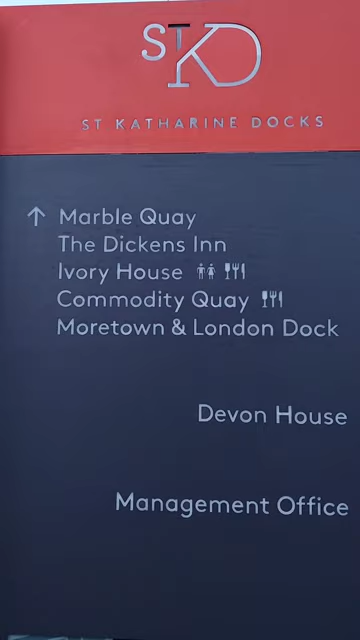 STKD
ST KATHARINE DOCKS
↑ Marble Quay
The Dickens Inn
Ivory House
Commodity Quay
Moretown & London Dock
Devon House
Management Office